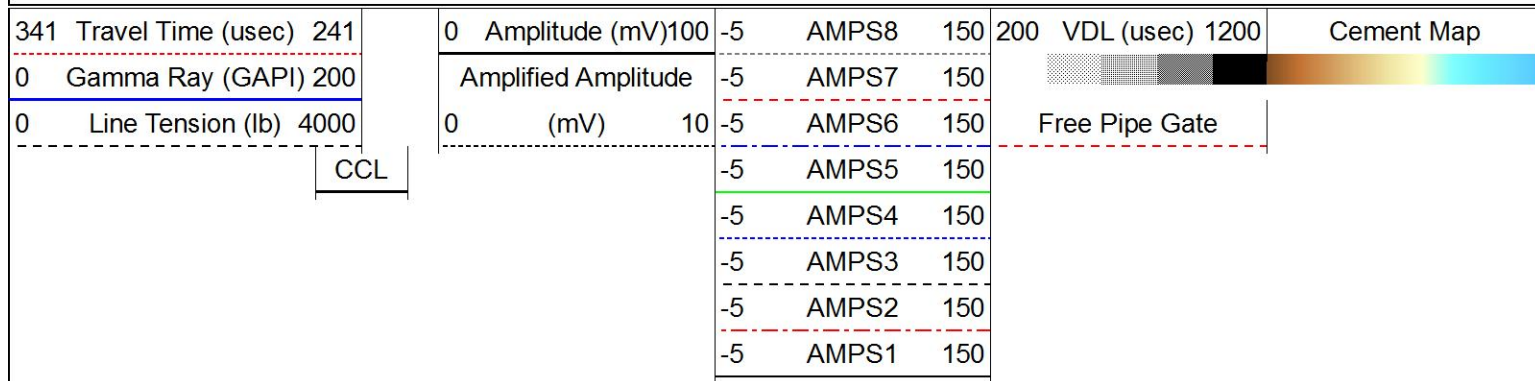 341 Travel Time (usec) 241 0 Amplitude (mV)100 -5 AMPS8 150 200 VDL (usec) 1200 Cement Map
0 Gamma Ray (GAPI) 200 Amplified Amplitude -5 AMPS7 150
0 Line Tension (lb) 4000 0 (mV) 10 -5 AMPS6 150 Free Pipe Gate
CCL -5 AMPS5 150
-5 AMPS4 150
-5 AMPS3 150
-5 AMPS2 150
-5 AMPS1 150